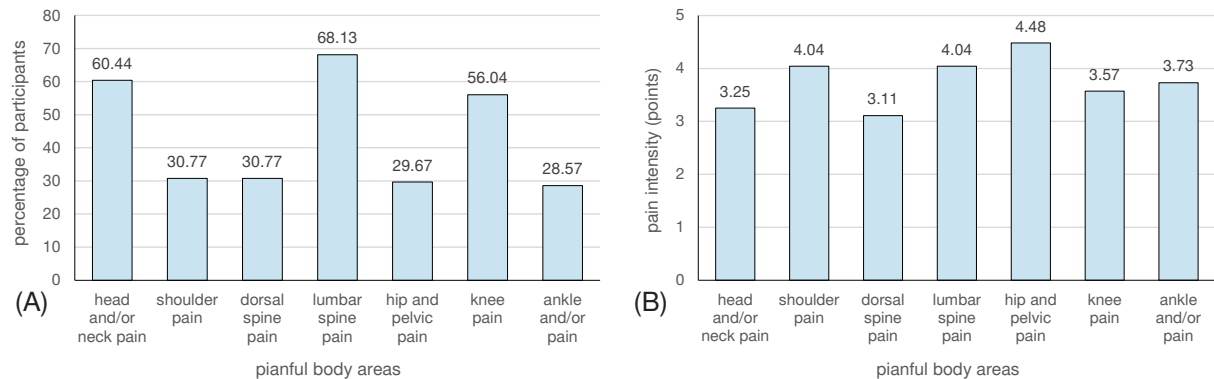 80
70
60
50
40
30
20
10
0
percentage of participants
60.44
30.77
30.77
68.13
29.67
56.04
28.57
head
and/or
neck pain
shoulder
pain
dorsal
spine
pain
lumbar
spine
pain
hip and
pelvic
pain
knee
pain
ankle
and/or
pain
pianful body areas
(A)
5
4
3
2
1
0
pain intensity (points)
3.25
4.04
3.11
4.04
4.48
3.57
3.73
head
and/or
neck pain
shoulder
pain
dorsal
spine
pain
lumbar
spine
pain
hip and
pelvic
pain
knee
pain
ankle
and/or
pain
pianful body areas
(B)